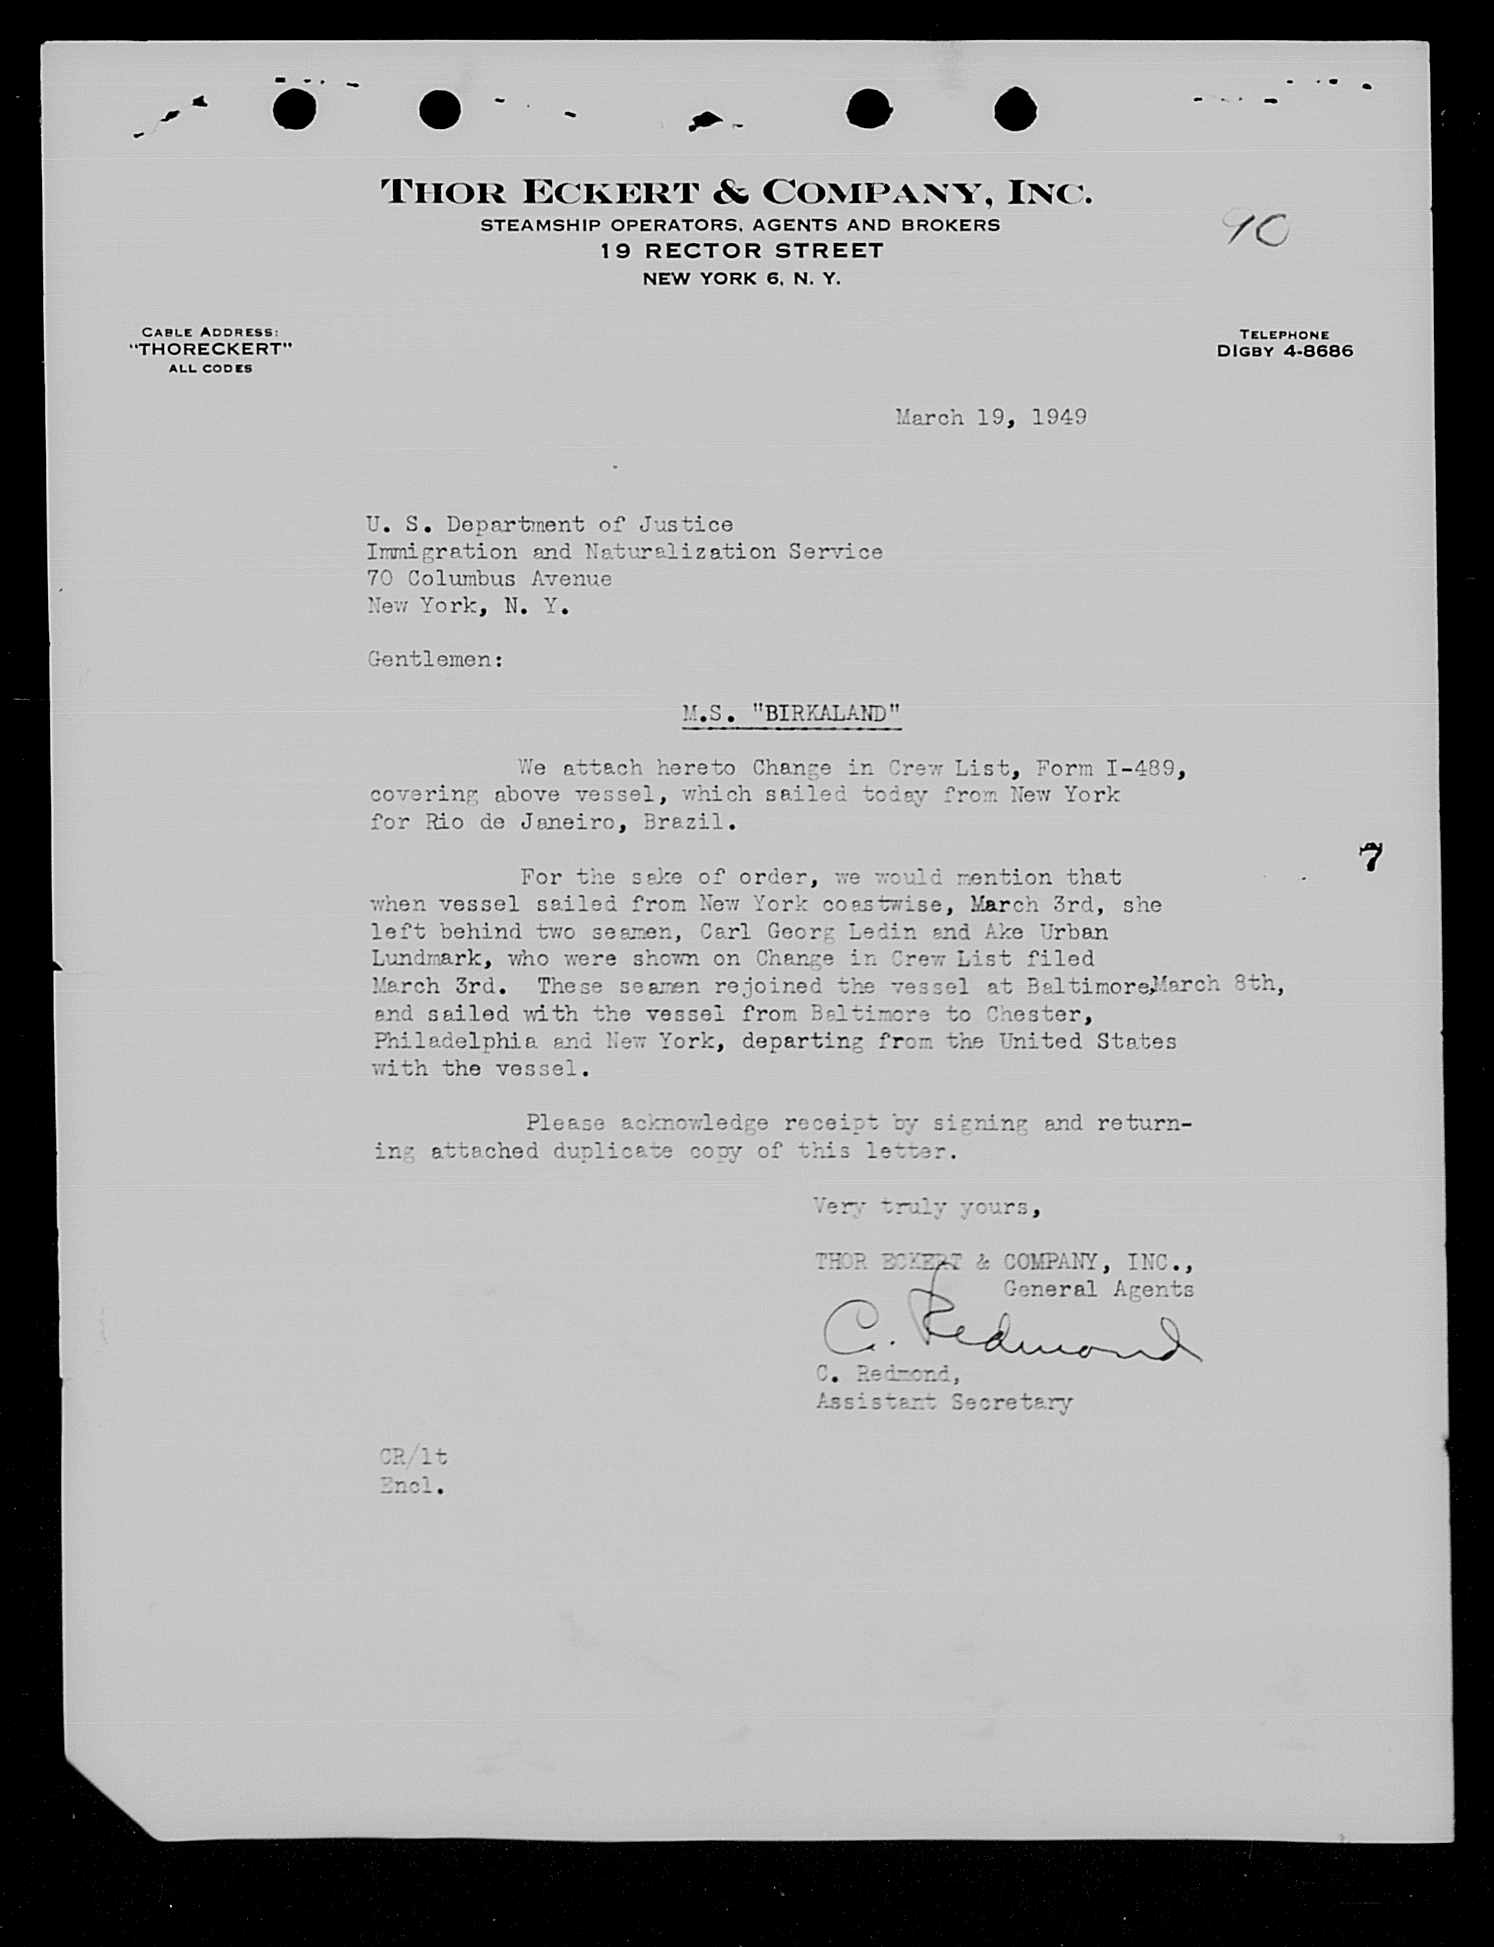 THOR ECKERT & COMPANY, INC.
STEAMSHIP OPERATORS, AGENTS AND BROKERS
19 RECTOR STREET
NEW YORK 6, N. Y.
90
CABLE ADDRESS:
"THORECKERT"
ALL CODES
TELEPHONE
DIGBY 4-8686
March 19, 1949
U. S. Department of Justice
Immigration and Naturalization Service
70 Columbus Avenue
New York, N. Y.
Gentlemen:
M.S. "BIRKALAND"
We attach hereto Change in Crew List, Form I-489,
covering above vessel, which sailed today from New York
for Rio de Janeiro, Brazil.
7
For the sake of order, we would mention that
when vessel sailed from New York coastwise, March 3rd, she
left behind two seamen, Carl Georg Ledin and Ake Urban
Lundmark, who were shown on Change in Crew List filed
March 3rd. These seamen rejoined the vessel at Baltimore,March 8th,
and sailed with the vessel from Baltimore to Chester,
Philadelphia and New York, departing from the United States
with the vessel.
Please acknowledge receipt by signing and return-
ing attached duplicate copy of this letter.
Very truly yours,
THOR ECKERT & COMPANY, INC.,
General Agents
C. Redmond
C. Redmond,
Assistant Secretary
CR/lt
Encl.